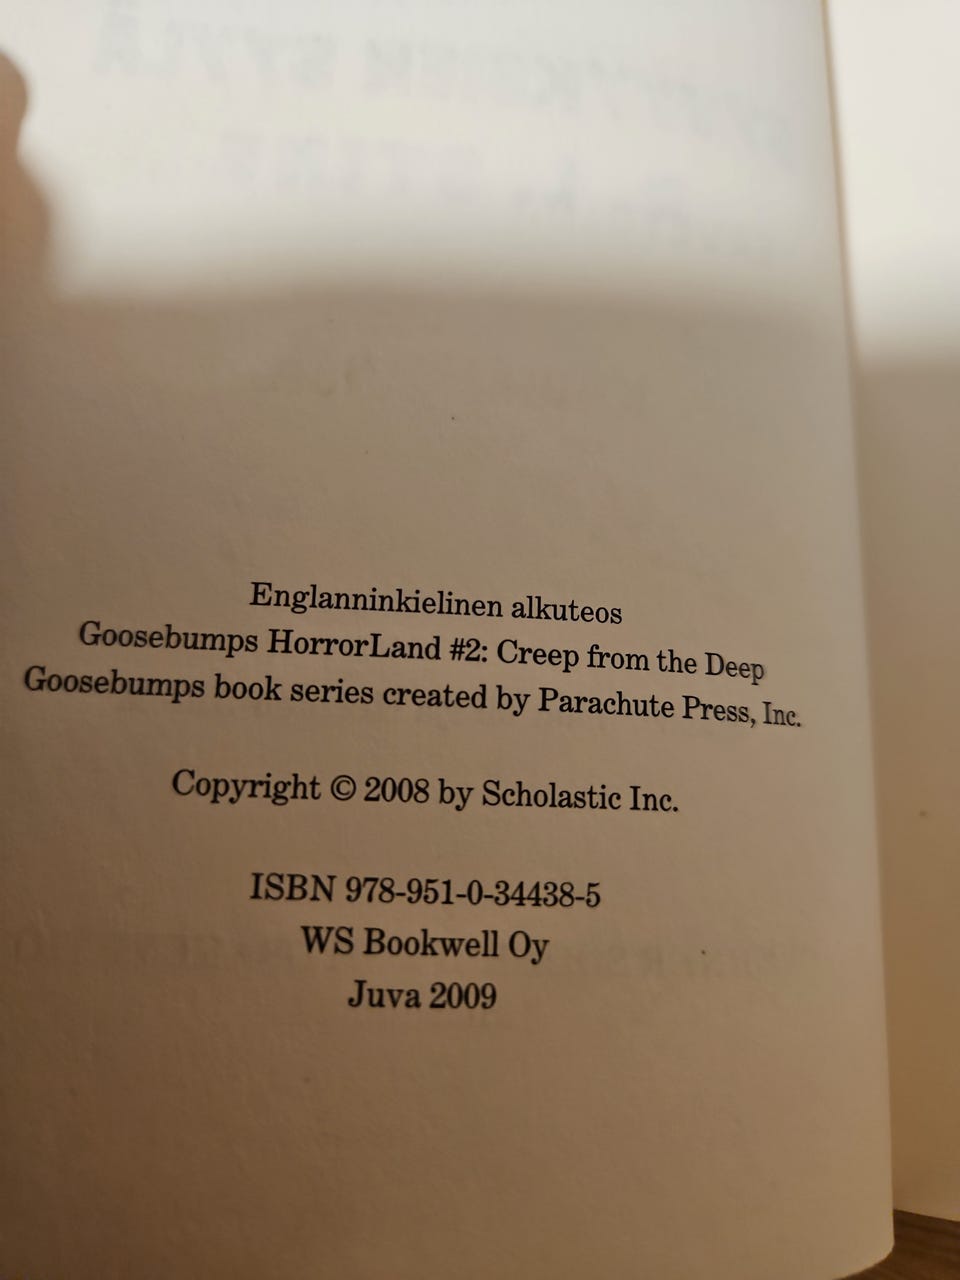 Englanninkielinen alkuteos
Goosebumps HorrorLand #2: Creep from the Deep
Goosebumps book series created by Parachute Press, Inc.
Copyright © 2008 by Scholastic Inc.
ISBN 978-951-0-34438-5
WS Bookwell Oy
Juva 2009